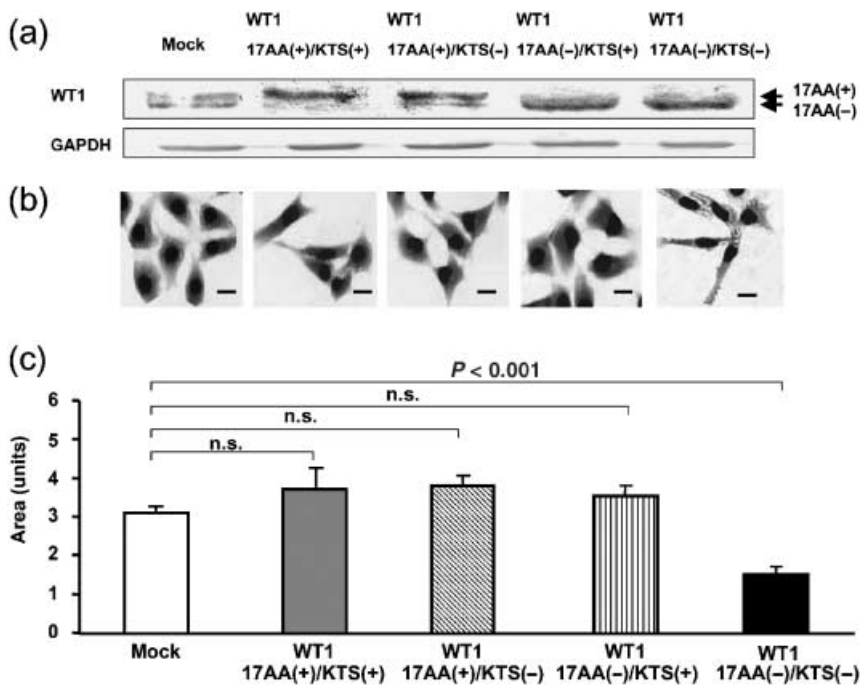 (a)
Mock
WT1
17AA(+)/KTS(+)
WT1
17AA(+)/KTS(–)
WT1
17AA(–)/KTS(+)
WT1
17AA(–)/KTS(–)
WT1
17AA(+)
17AA(–)
GAPDH
(b)
(c)
P < 0.001
n.s.
n.s.
n.s.
Area (units)
6
5
4
3
2
1
0
Mock
WT1
17AA(+)/KTS(+)
WT1
17AA(+)/KTS(–)
WT1
17AA(–)/KTS(+)
WT1
17AA(–)/KTS(–)